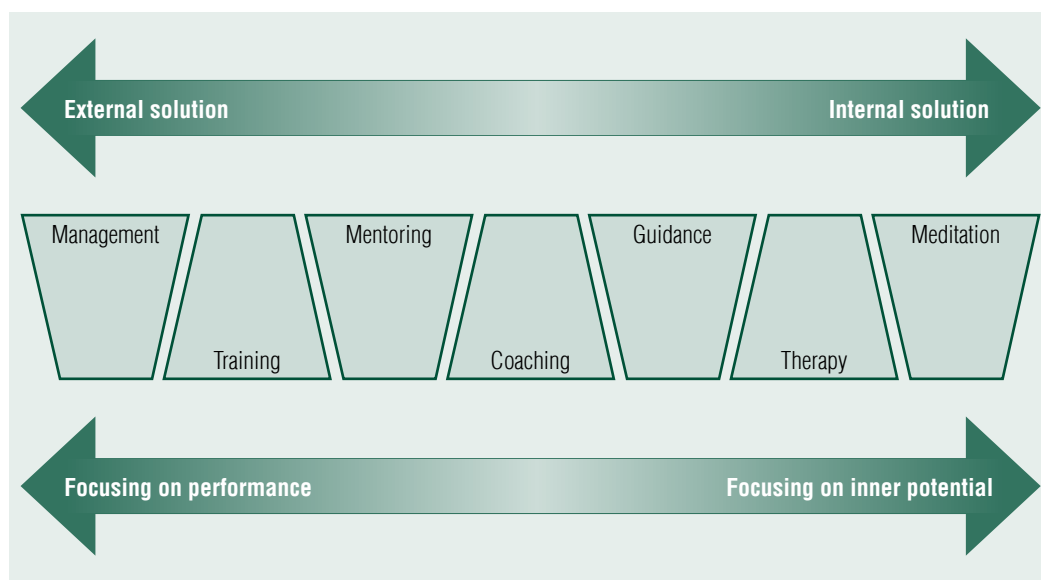 External solution Internal solution
Management Mentoring Guidance Meditation
Training Coaching Therapy
Focusing on performance Focusing on inner potential